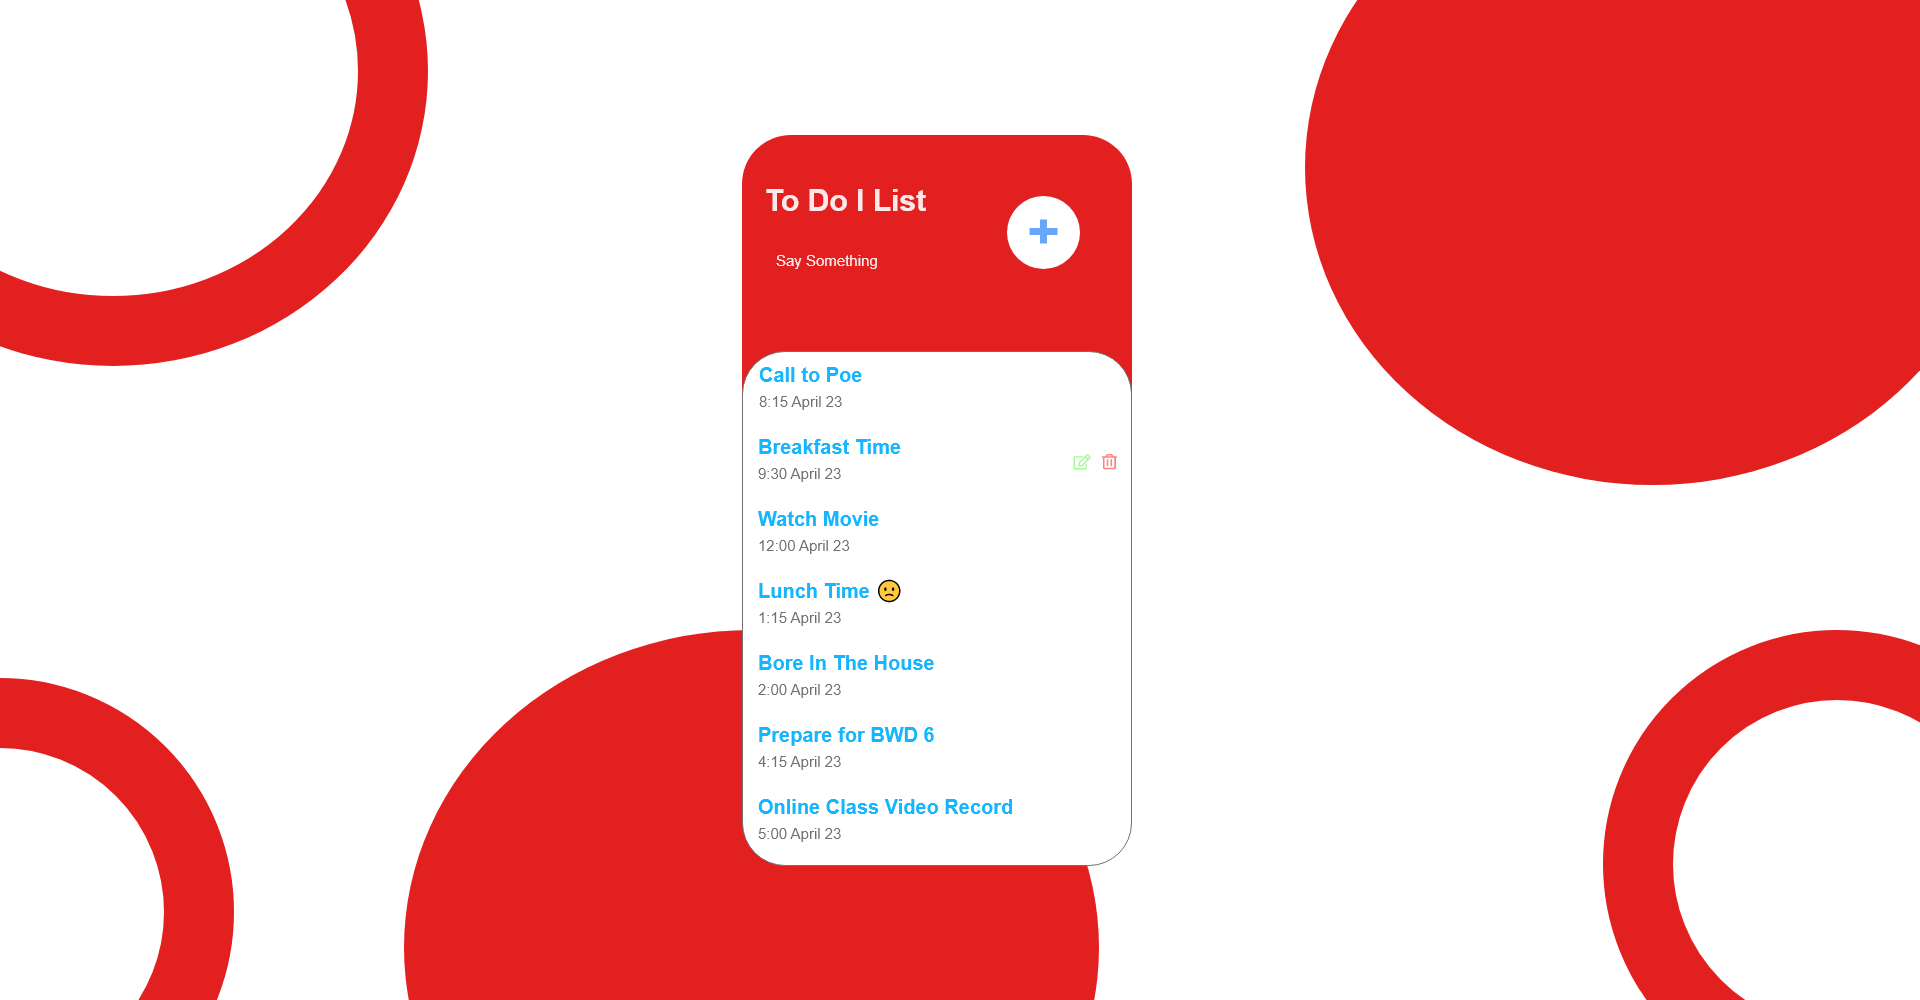 To Do I List
Say Something
Call to Poe
8:15 April 23
Breakfast Time
9:30 April 23
Watch Movie
12:00 April 23
Lunch Time 🙁
1:15 April 23
Bore In The House
2:00 April 23
Prepare for BWD 6
4:15 April 23
Online Class Video Record
5:00 April 23